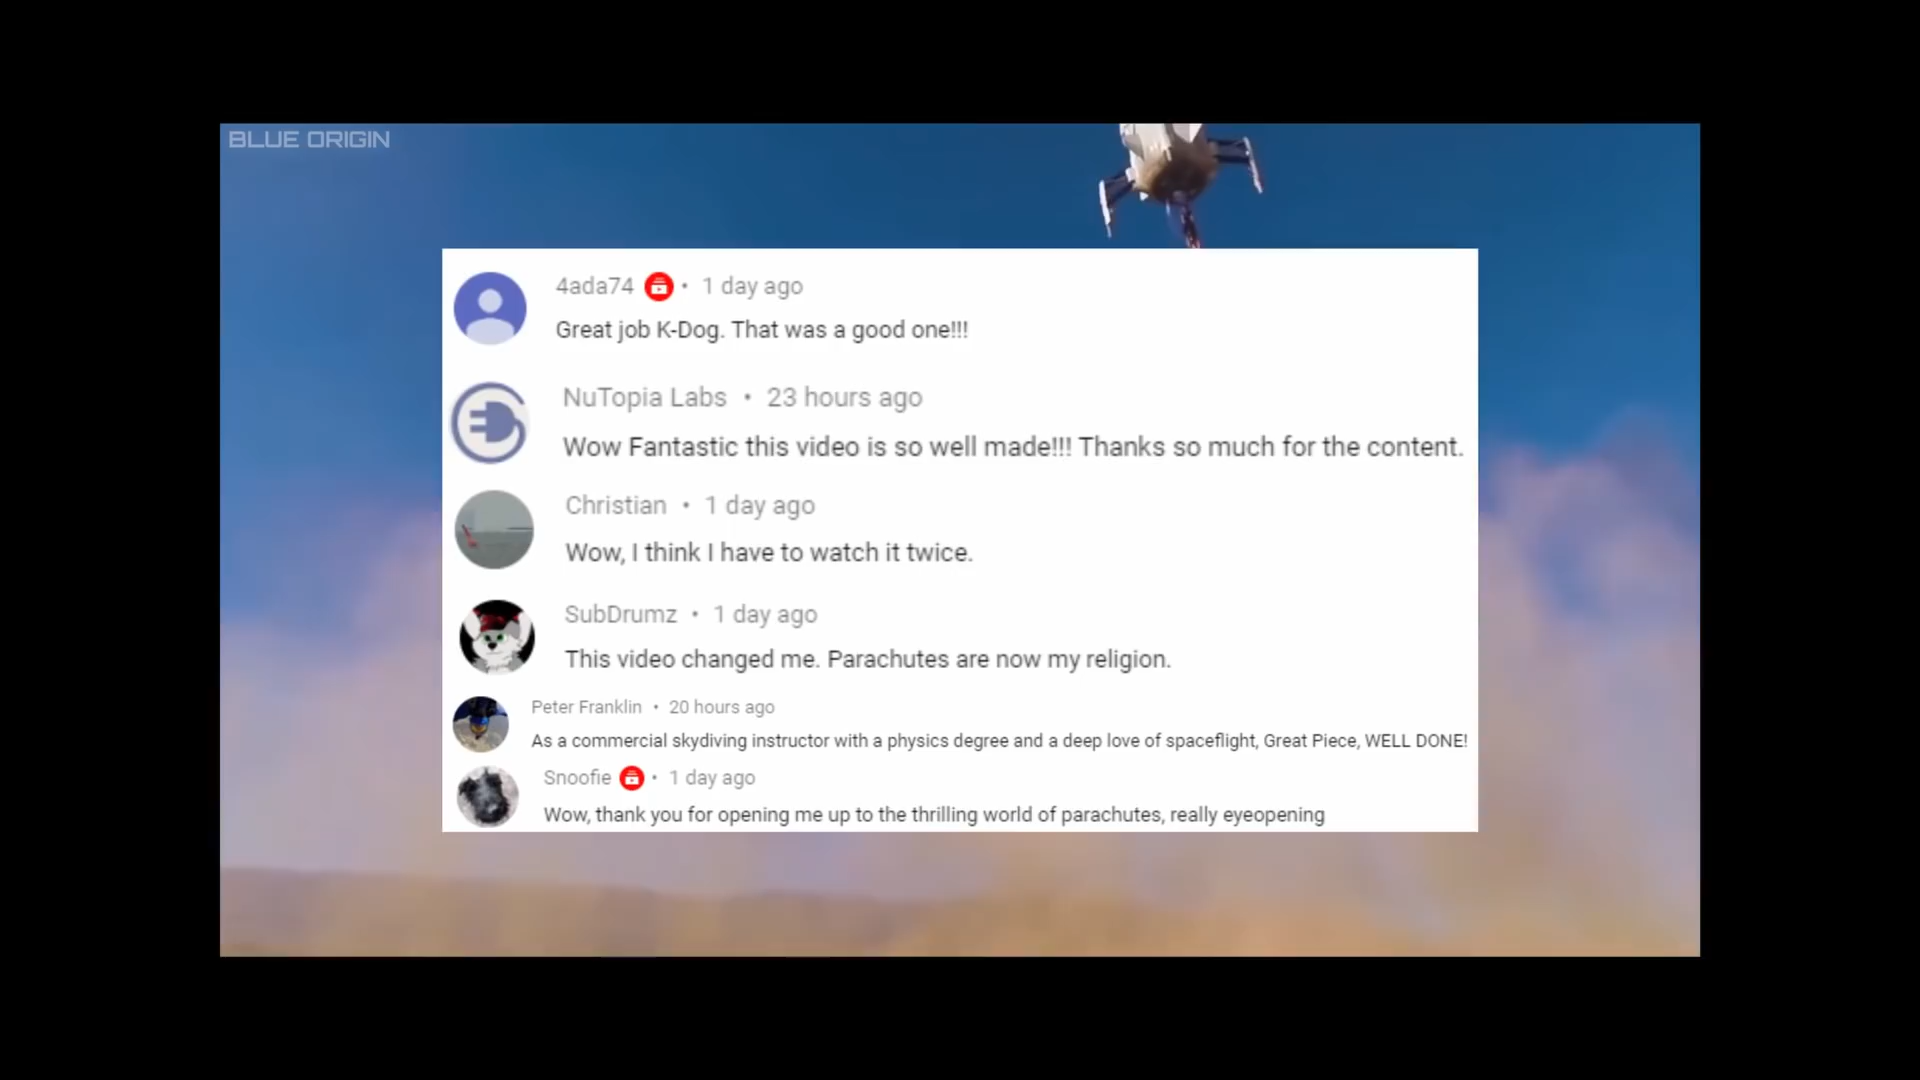 BLUE ORIGIN
4ada74 • 1 day ago
Great job K-Dog. That was a good one!!!
NuTopia Labs • 23 hours ago
Wow Fantastic this video is so well made!!! Thanks so much for the content.
Christian • 1 day ago
Wow, I think I have to watch it twice.
SubDrumz • 1 day ago
This video changed me. Parachutes are now my religion.
Peter Franklin • 20 hours ago
As a commercial skydiving instructor with a physics degree and a deep love of spaceflight, Great Piece, WELL DONE!
Snoofie • 1 day ago
Wow, thank you for opening me up to the thrilling world of parachutes, really eyeopening